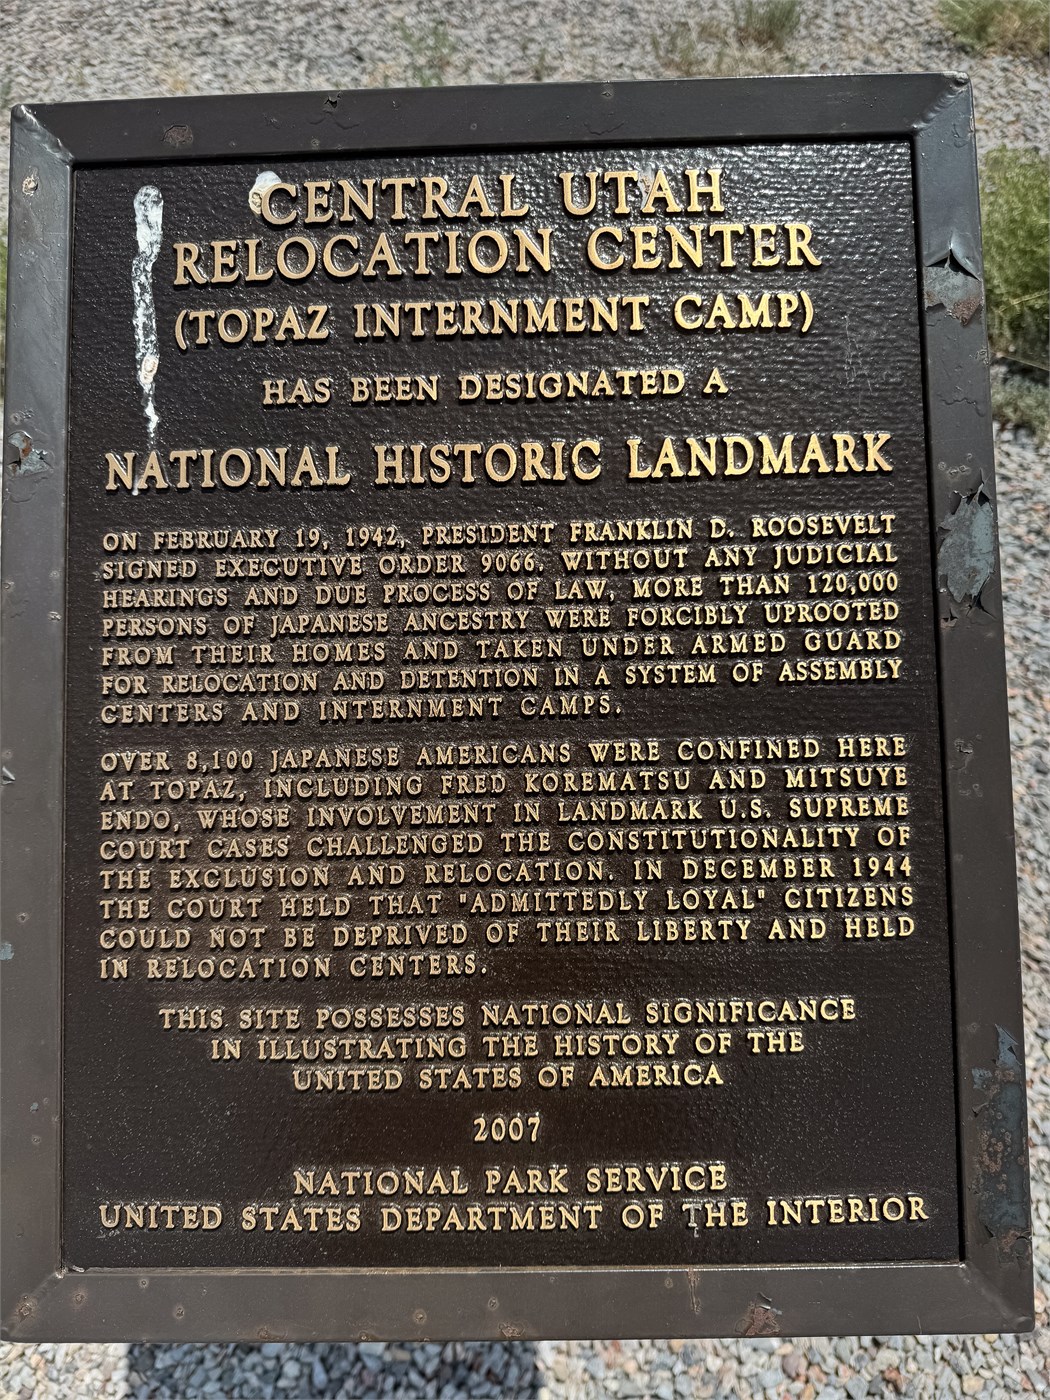 CENTRAL UTAH
RELOCATION CENTER
(TOPAZ INTERNMENT CAMP)
HAS BEEN DESIGNATED A
NATIONAL HISTORIC LANDMARK
ON FEBRUARY 19, 1942, PRESIDENT FRANKLIN D. ROOSEVELT
SIGNED EXECUTIVE ORDER 9066. WITHOUT ANY JUDICIAL
HEARINGS AND DUE PROCESS OF LAW, MORE THAN 120,000
PERSONS OF JAPANESE ANCESTRY WERE FORCIBLY UPROOTED
FROM THEIR HOMES AND TAKEN UNDER ARMED GUARD
FOR RELOCATION AND DETENTION IN A SYSTEM OF ASSEMBLY
CENTERS AND INTERNMENT CAMPS.
OVER 8,100 JAPANESE AMERICANS WERE CONFINED HERE
AT TOPAZ, INCLUDING FRED KOREMATSU AND MITSUYE
ENDO, WHOSE INVOLVEMENT IN LANDMARK U.S. SUPREME
COURT CASES CHALLENGED THE CONSTITUTIONALITY OF
THE EXCLUSION AND RELOCATION. IN DECEMBER 1944
THE COURT HELD THAT "ADMITTEDLY LOYAL" CITIZENS
COULD NOT BE DEPRIVED OF THEIR LIBERTY AND HELD
IN RELOCATION CENTERS.
THIS SITE POSSESSES NATIONAL SIGNIFICANCE
IN ILLUSTRATING THE HISTORY OF THE
UNITED STATES OF AMERICA
2007
NATIONAL PARK SERVICE
UNITED STATES DEPARTMENT OF THE INTERIOR